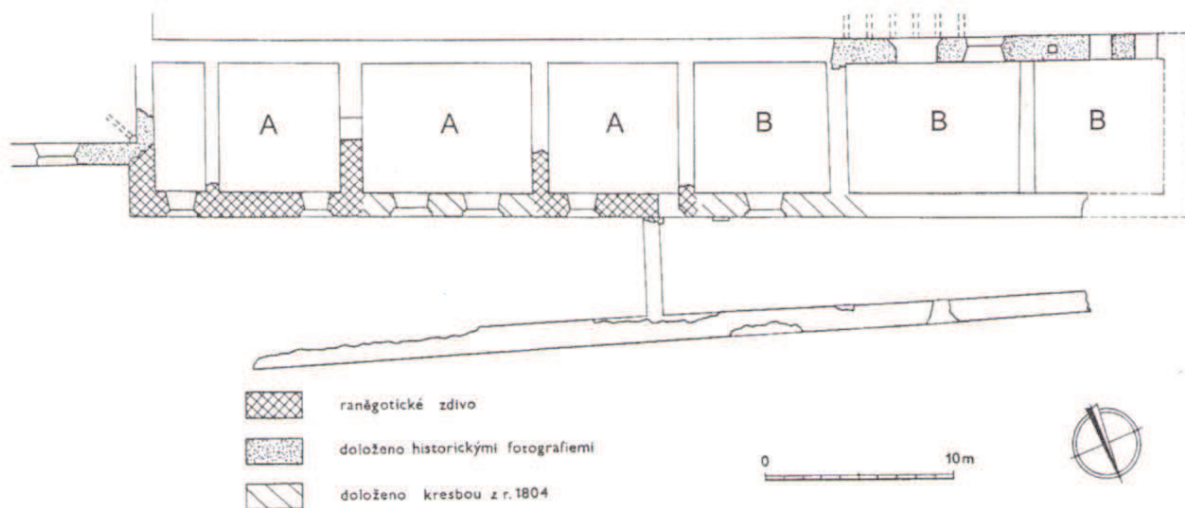 A A A B B B
raněgotické zdivo
doloženo historickými fotografiemi
doloženo kresbou z r. 1804
0 10m